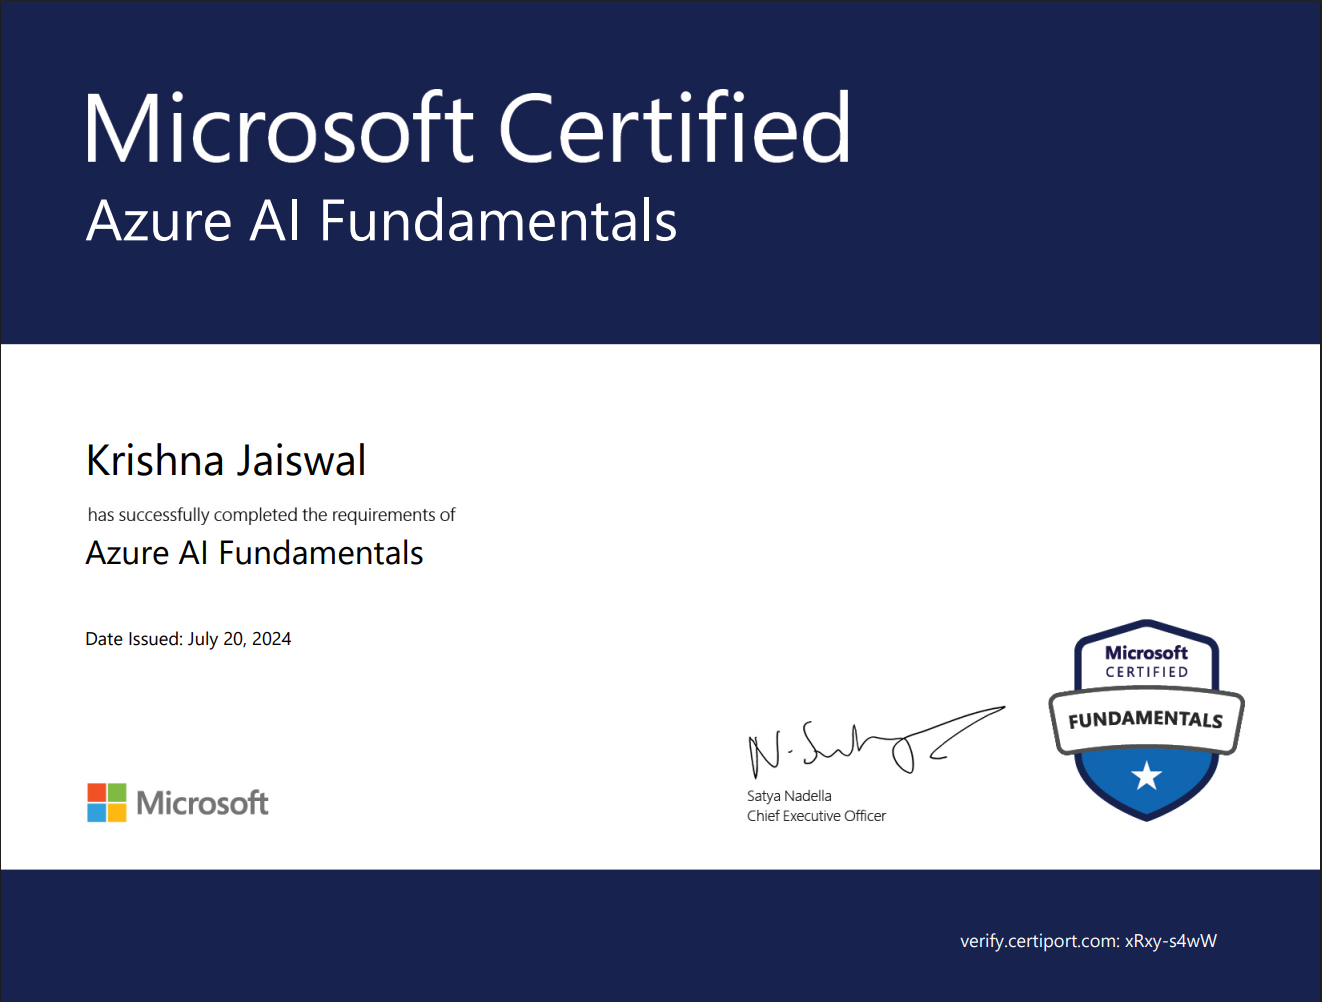 Microsoft Certified
Azure AI Fundamentals
Krishna Jaiswal
has successfully completed the requirements of
Azure AI Fundamentals
Date Issued: July 20, 2024
Microsoft
CERTIFIED
FUNDAMENTALS
Microsoft
Satya Nadella
Chief Executive Officer
verify.certiport.com: xRxy-s4wW